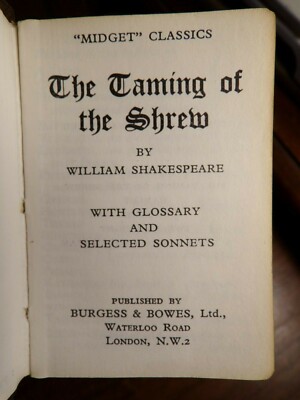 "MIDGET" CLASSICS
The Taming of
the Shrew
BY
WILLIAM SHAKESPEARE
WITH GLOSSARY
AND
SELECTED SONNETS
PUBLISHED BY
BURGESS & BOWES, Ltd.,
WATERLOO ROAD
LONDON, N.W.2